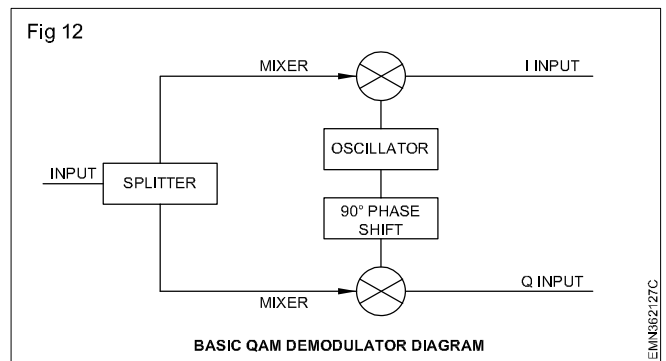 Fig 12
MIXER
I INPUT
OSCILLATOR
INPUT
SPLITTER
90° PHASE
SHIFT
MIXER
Q INPUT
BASIC QAM DEMODULATOR DIAGRAM
EMN362127C